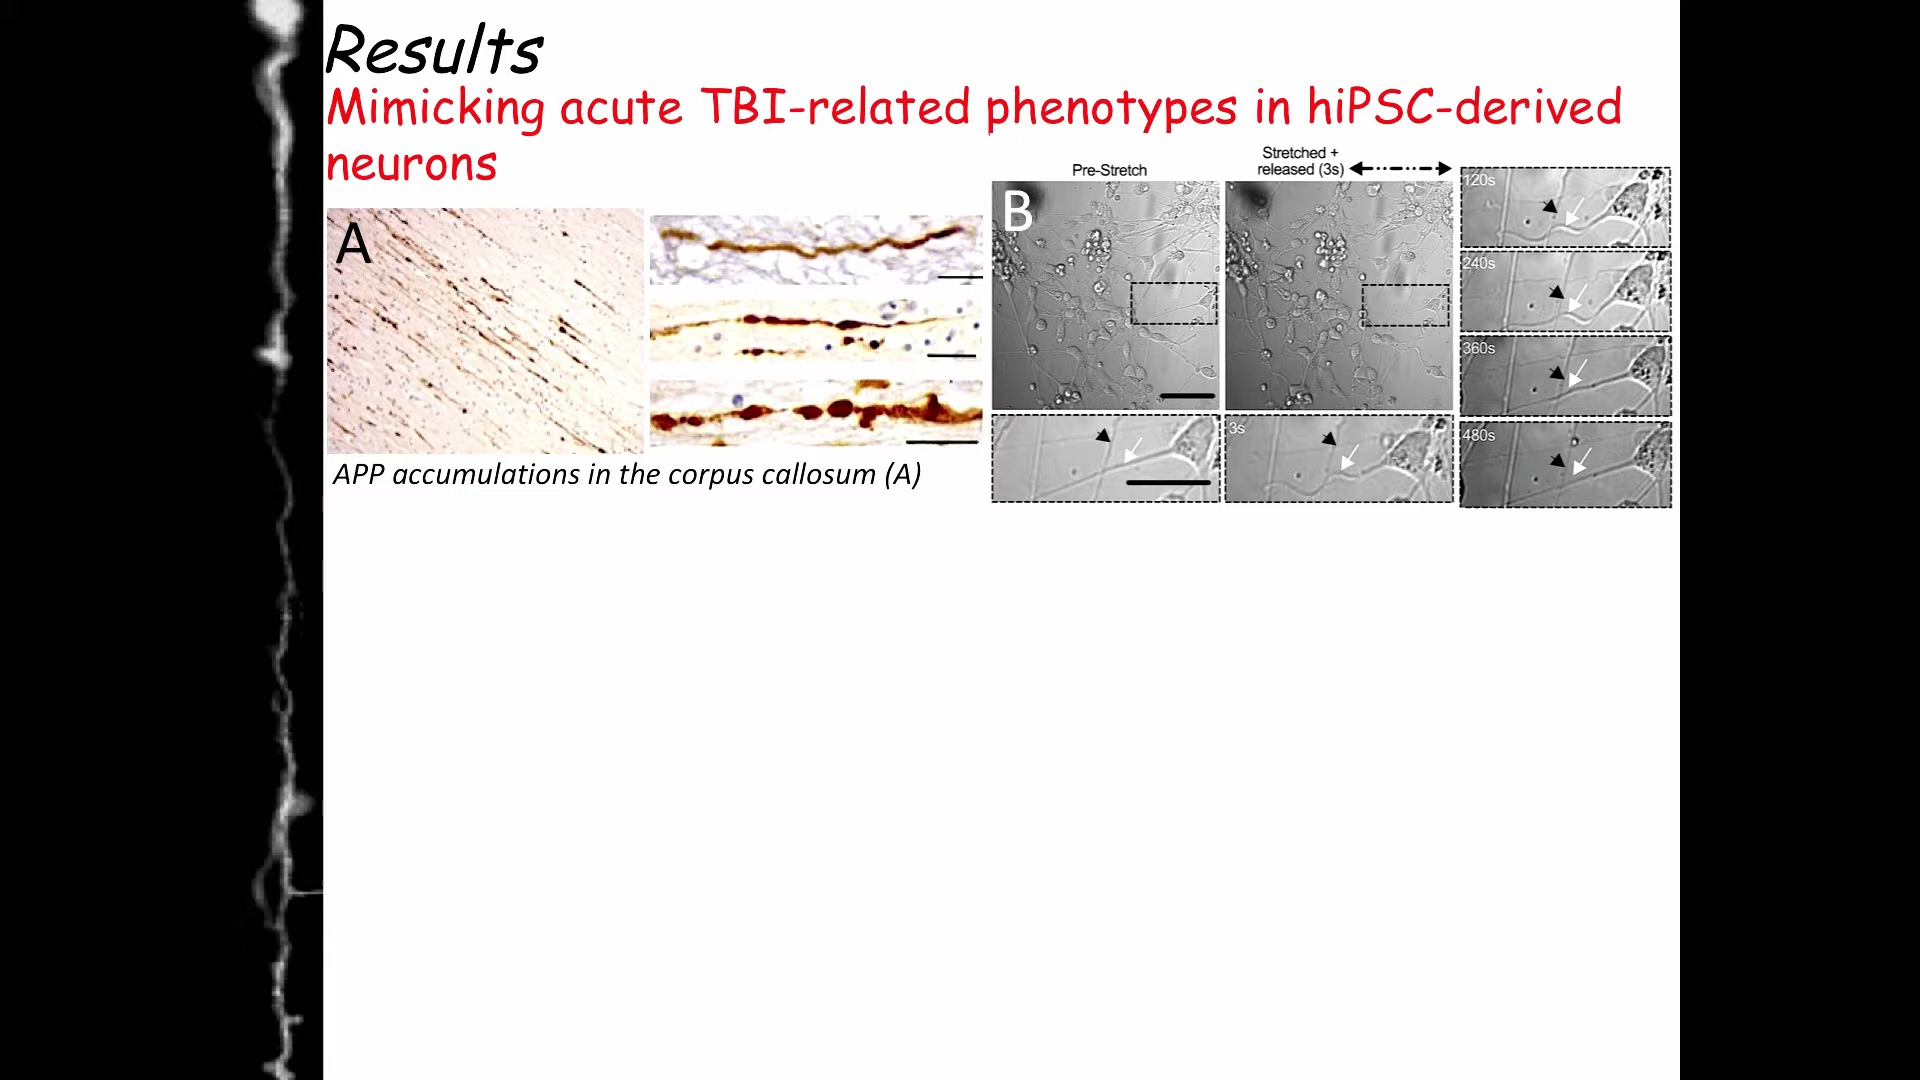 Results
Mimicking acute TBI-related phenotypes in hiPSC-derived
neurons
A
APP accumulations in the corpus callosum (A)
B
Pre-Stretch
Stretched +
released (3s)
3s
120s
240s
360s
480s